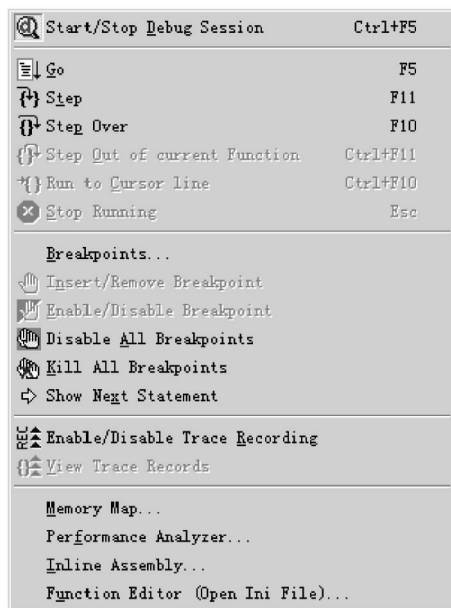 Start/Stop Debug Session Ctrl+F5
Go F5
Step F11
Step Over F10
Step Out of current Function Ctrl+F11
Run to Cursor line Ctrl+F10
Stop Running Esc
Breakpoints...
Insert/Remove Breakpoint
Enable/Disable Breakpoint
Disable All Breakpoints
Kill All Breakpoints
Show Next Statement
REC Enable/Disable Trace Recording
View Trace Records
Memory Map...
Performance Analyzer...
Inline Assembly...
Function Editor (Open Ini File)...